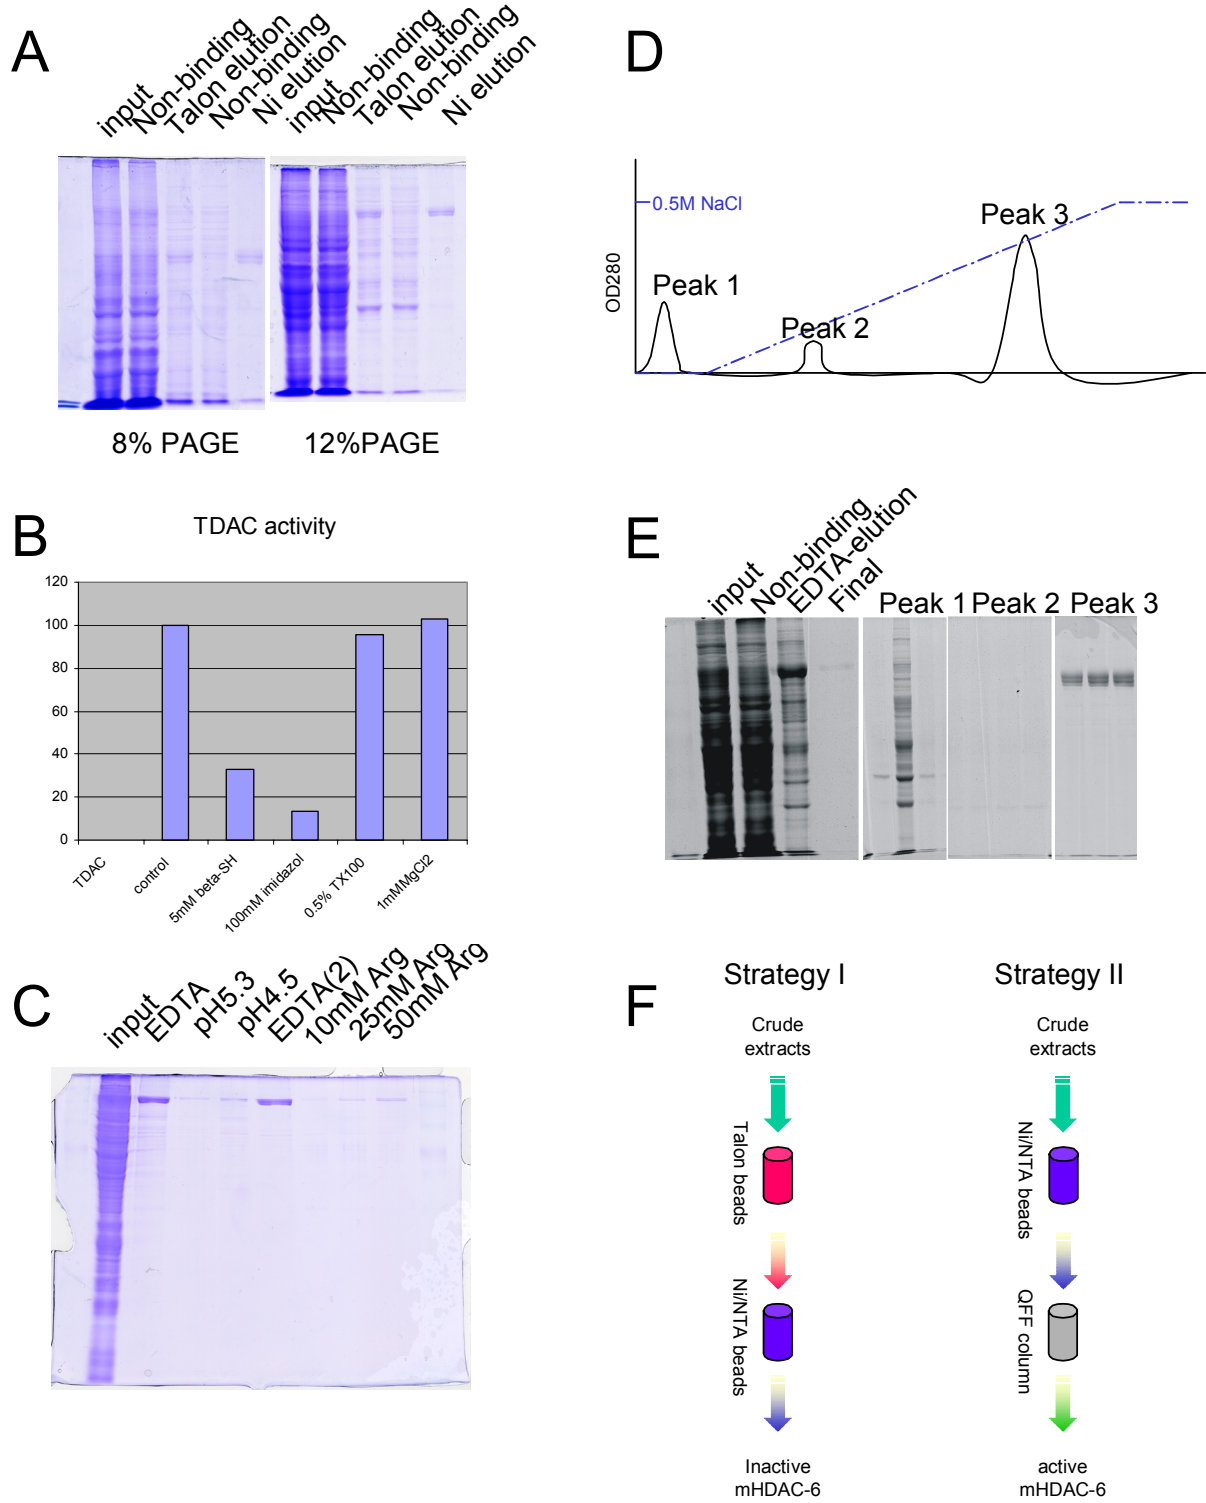 A
input
Non-binding
Talon elution
Non-binding
Ni elution
input
Non-binding
Talon elution
Non-binding
Ni elution
8% PAGE
12%PAGE
B
TDAC activity
120
100
80
60
40
20
0
TDAC
control
5mM beta-SH
100mM imidazol
0.5% TX100
1mMMgCl2
C
input
EDTA
pH5.3
pH4.5
EDTA(2)
10mM Arg
25mM Arg
50mM Arg
D
0.5M NaCl
OD280
Peak 1
Peak 2
Peak 3
E
input
Non-binding
EDTA-elution
Final
Peak 1
Peak 2
Peak 3
F
Strategy I
Crude
extracts
Talon beads
Ni/NTA beads
Inactive
mHDAC-6
Strategy II
Crude
extracts
Ni/NTA beads
QFF column
active
mHDAC-6